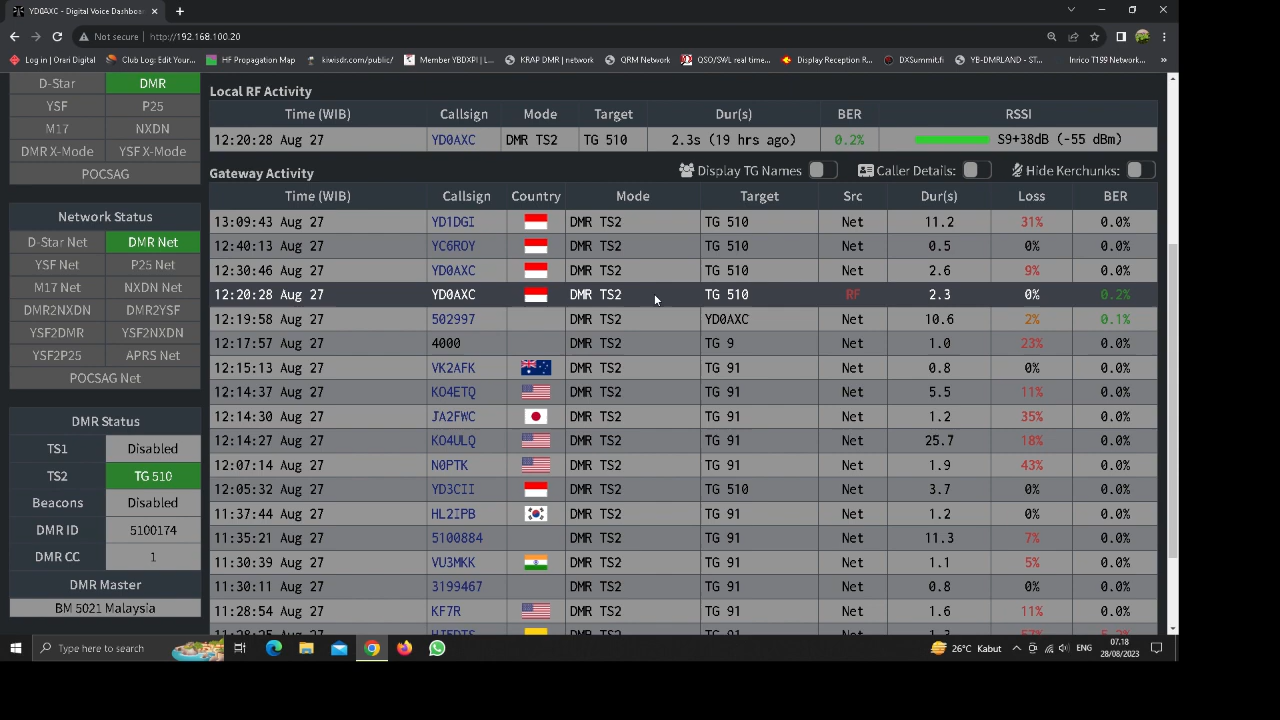 YD0AXC - Digital Voice Dashboa
Not secure | http://192.168.100.20
Log in | Orari Digital Club Log: Edit Your... HF Propagation Map kiwisdr.com/public/ Member YBDXPI | L... KRAP DMR | network QRM Network QSO/SWL real time... Display Reception R... DXSummit.fi YB-DMRLAND - ST... Inrico T199 Network...
D-Star DMR
YSF P25
M17 NXDN
DMR X-Mode YSF X-Mode
POCSAG
Network Status
D-Star Net DMR Net
YSF Net P25 Net
M17 Net NXDN Net
DMR2NXDN DMR2YSF
YSF2DMR YSF2NXDN
YSF2P25 APRS Net
POCSAG Net
DMR Status
TS1 Disabled
TS2 TG 510
Beacons Disabled
DMR ID 5100174
DMR CC 1
DMR Master
BM 5021 Malaysia
Local RF Activity
Time (WIB) Callsign Mode Target Dur(s) BER RSSI
12:20:28 Aug 27 YD0AXC DMR TS2 TG 510 2.3s (19 hrs ago) 0.2% S9+38dB (-55 dBm)
Gateway Activity Display TG Names Caller Details: Hide Kerchunks:
Time (WIB) Callsign Country Mode Target Src Dur(s) Loss BER
13:09:43 Aug 27 YD1DGI DMR TS2 TG 510 Net 11.2 31% 0.0%
12:40:13 Aug 27 YC6ROY DMR TS2 TG 510 Net 0.5 0% 0.0%
12:30:46 Aug 27 YD0AXC DMR TS2 TG 510 Net 2.6 9% 0.0%
12:20:28 Aug 27 YD0AXC DMR TS2 TG 510 RF 2.3 0% 0.2%
12:19:58 Aug 27 502997 DMR TS2 YD0AXC Net 10.6 2% 0.1%
12:17:57 Aug 27 4000 DMR TS2 TG 9 Net 1.0 23% 0.0%
12:15:13 Aug 27 VK2AFK DMR TS2 TG 91 Net 0.8 0% 0.0%
12:14:37 Aug 27 KO4ETQ DMR TS2 TG 91 Net 5.5 11% 0.0%
12:14:30 Aug 27 JA2FWC DMR TS2 TG 91 Net 1.2 35% 0.0%
12:14:27 Aug 27 KO4ULQ DMR TS2 TG 91 Net 25.7 18% 0.0%
12:07:14 Aug 27 N0PTK DMR TS2 TG 91 Net 1.9 43% 0.0%
12:05:32 Aug 27 YD3CII DMR TS2 TG 510 Net 3.7 0% 0.0%
11:37:44 Aug 27 HL2IPB DMR TS2 TG 91 Net 1.2 0% 0.0%
11:35:21 Aug 27 5100884 DMR TS2 TG 91 Net 11.3 7% 0.0%
11:30:39 Aug 27 VU3MKK DMR TS2 TG 91 Net 1.1 5% 0.0%
11:30:11 Aug 27 3199467 DMR TS2 TG 91 Net 0.8 0% 0.0%
11:28:54 Aug 27 KF7R DMR TS2 TG 91 Net 1.6 11% 0.0%
Type here to search 26°C Kabut ENG 07.18
28/08/2023